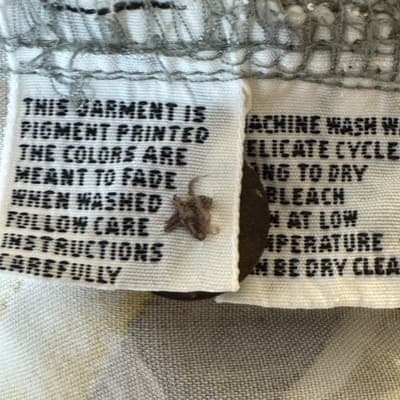 THIS GARMENT IS
PIGMENT PRINTED
THE COLORS ARE
MEANT TO FADE
WHEN WASHED
FOLLOW CARE
INSTRUCTIONS
CAREFULLY
ACHINE WASH W
ELICATE CYCLE
NG TO DRY
BLEACH
N AT LOW
MPERATURE
N BE DRY CLEA